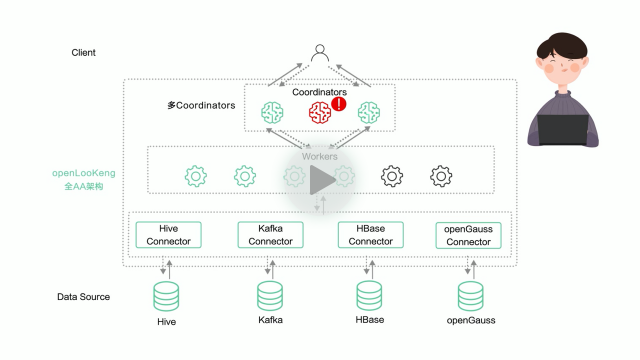 Client
Coordinators
多Coordinators
Workers
openLooKeng
全AA架构
Hive
Connector
Kafka
Connector
HBase
Connector
openGauss
Connector
Data Source
Hive
Kafka
HBase
openGauss